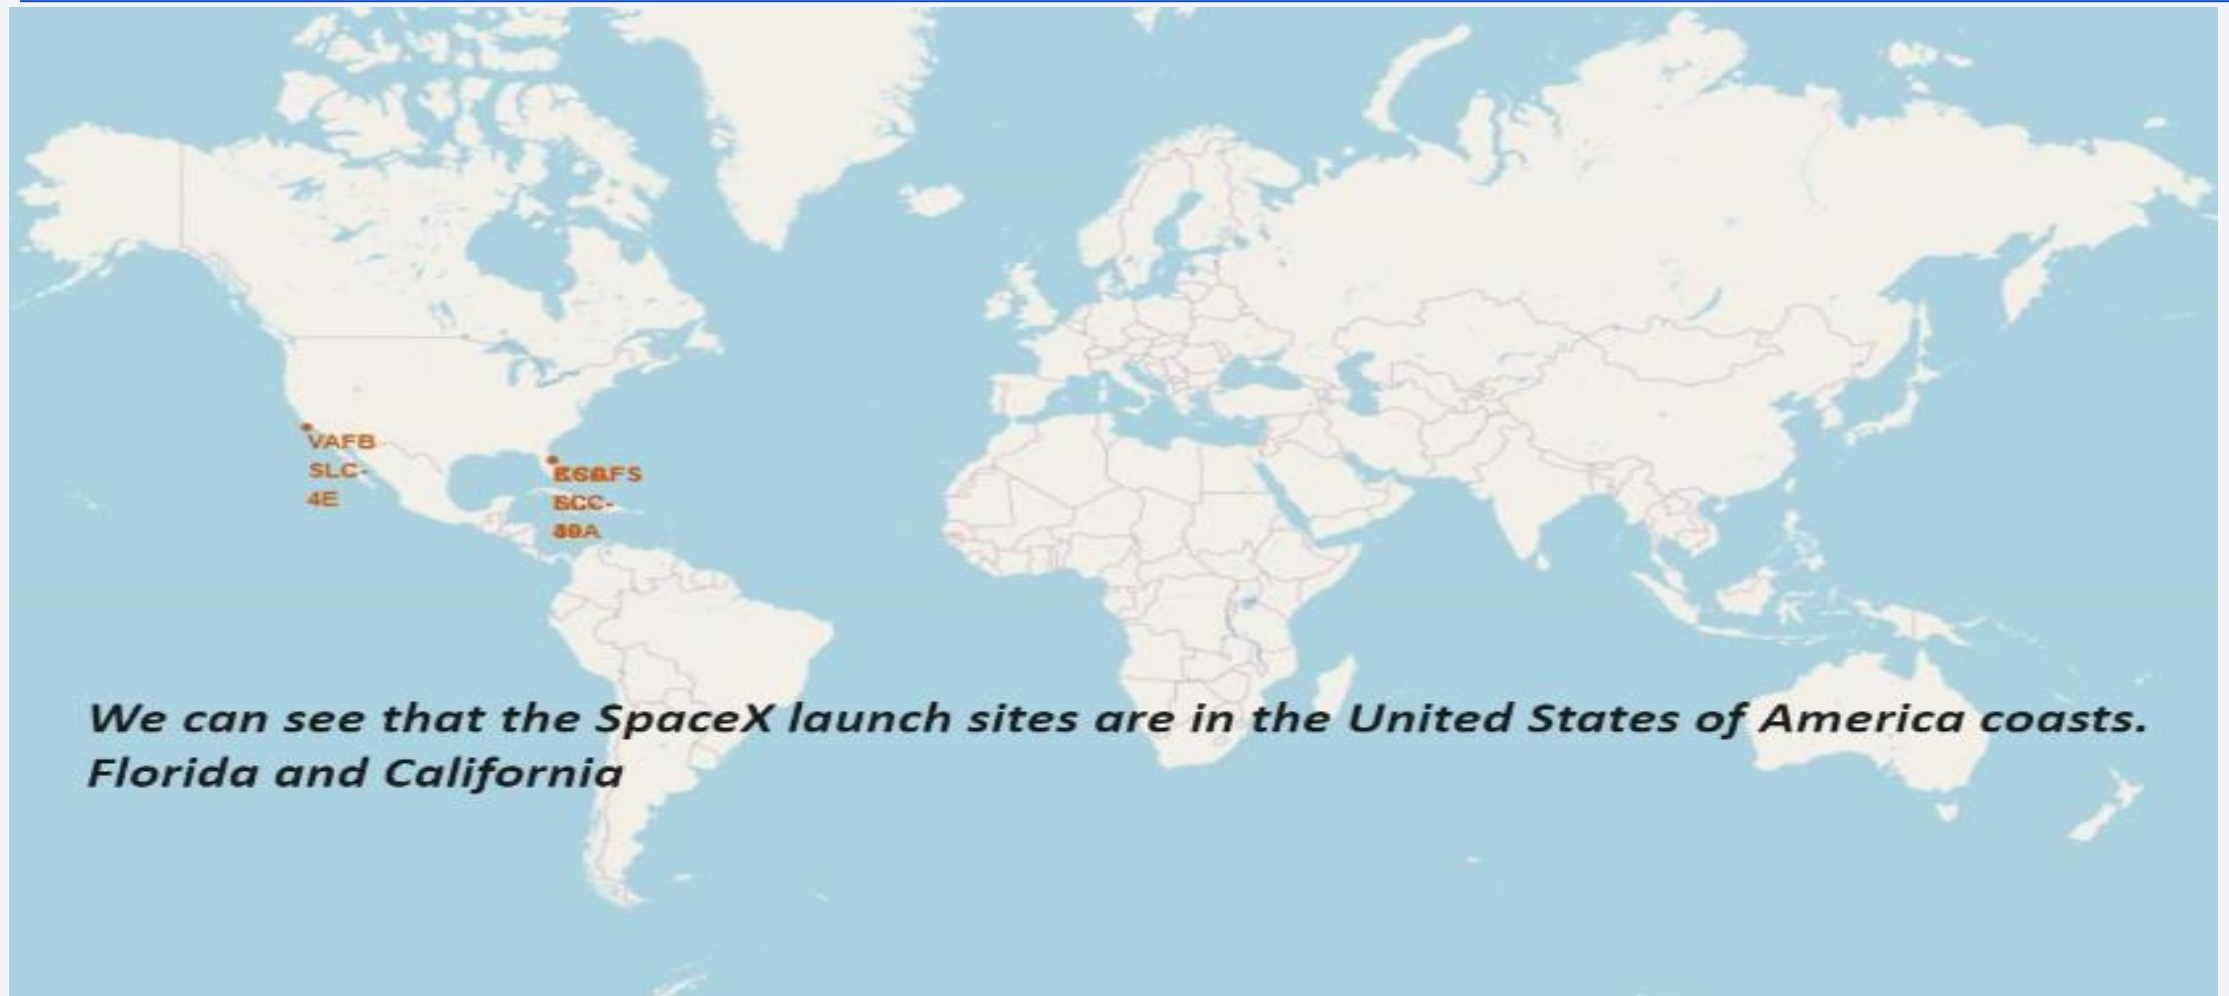 VAFB
SLC-
4E
We can see that the SpaceX launch sites are in the United States of America coasts.
Florida and California